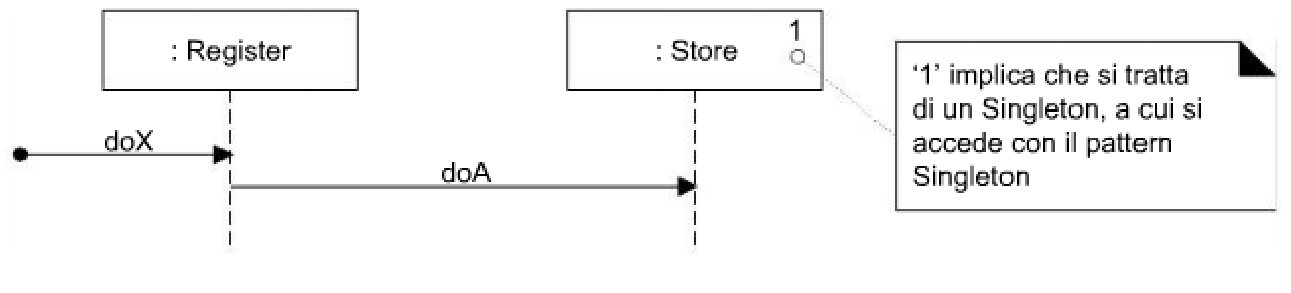 : Register
: Store
1
doX
doA
‘1’ implica che si tratta
di un Singleton, a cui si
accede con il pattern
Singleton